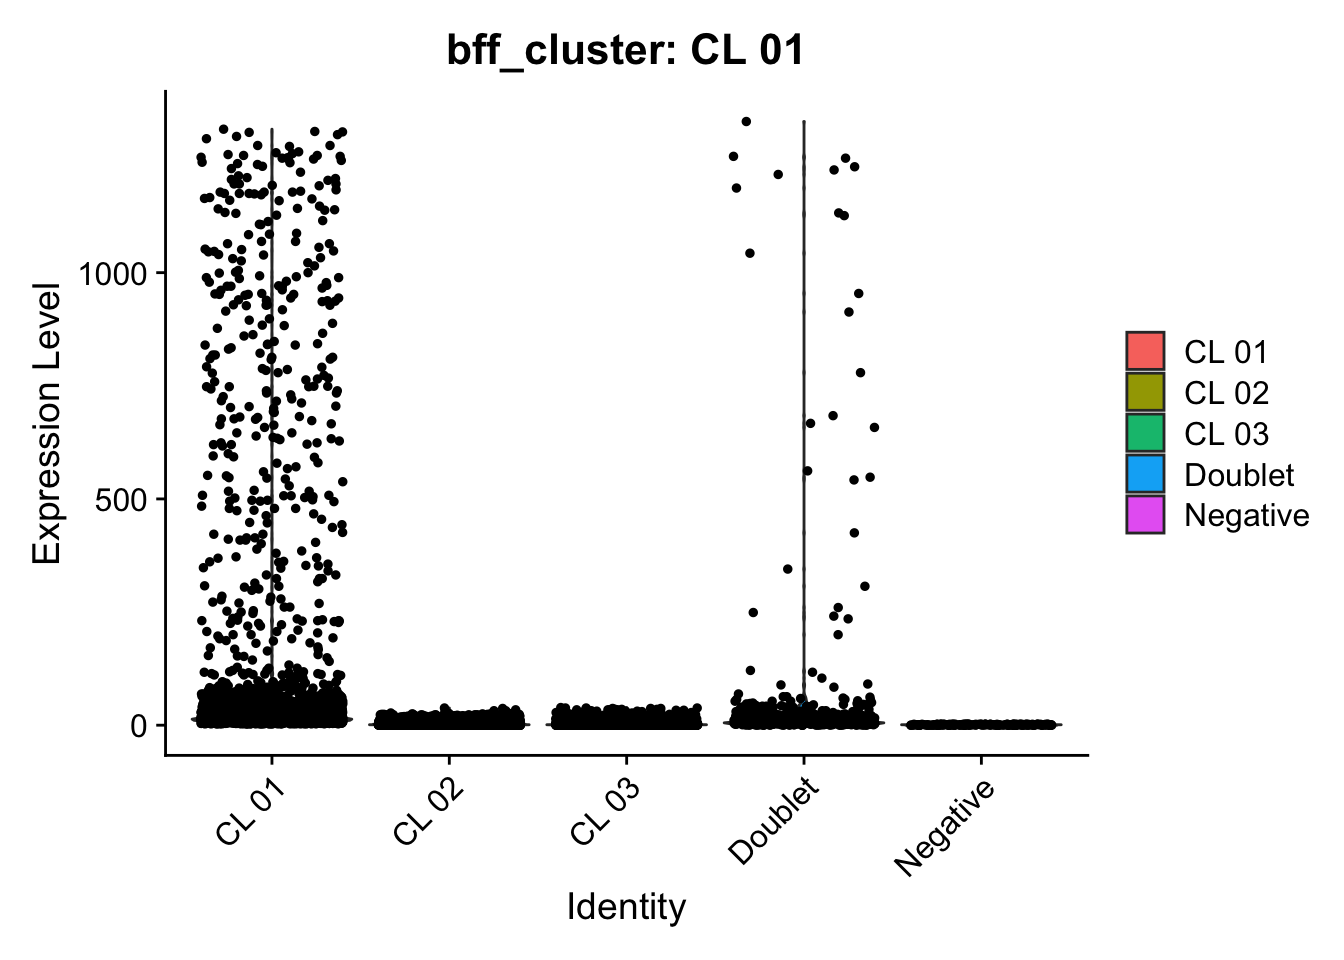 bff_cluster: CL 01
Expression Level
1000
500
0
CL 01
CL 02
CL 03
Doublet
Negative
Identity
CL 01
CL 02
CL 03
Doublet
Negative